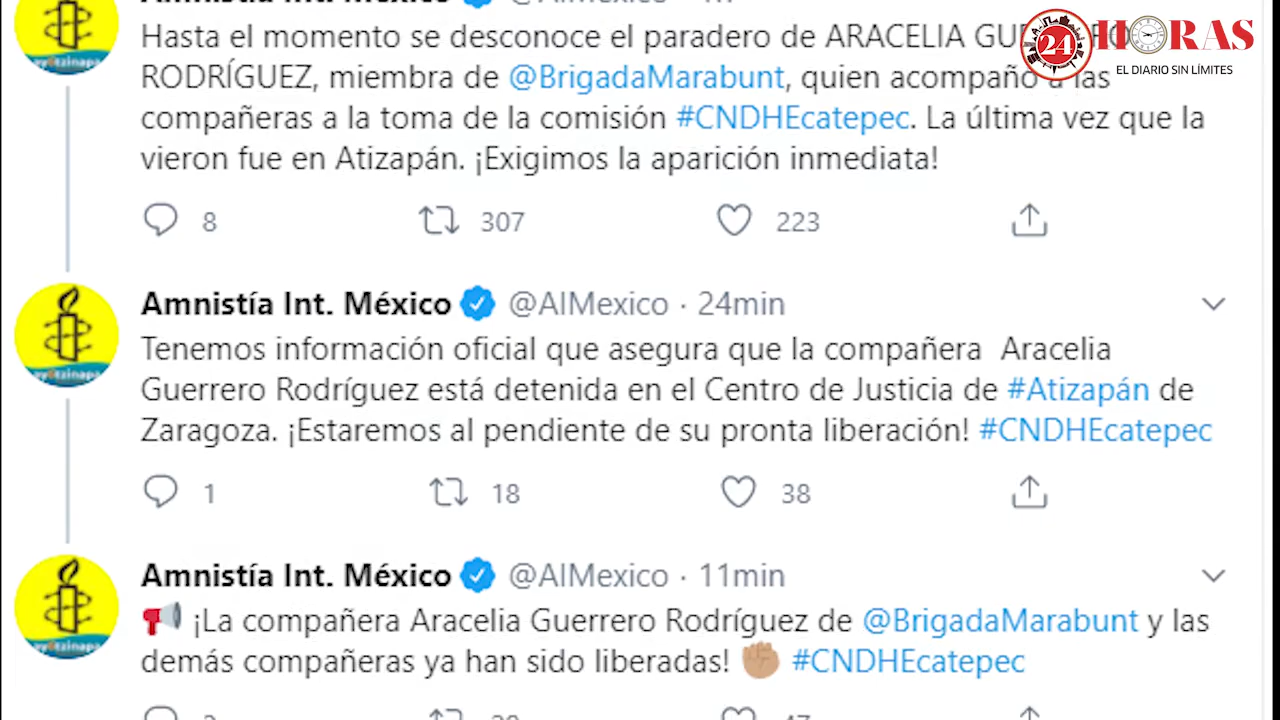 Amnistía Int. México @AIMexico
24 HORAS
EL DIARIO SIN LÍMITES
Hasta el momento se desconoce el paradero de ARACELIA
RODRÍGUEZ, miembra de @BrigadaMarabunt, quien acompaño a las
compañeras a la toma de la comisión #CNDHEcatepec. La última vez que la
vieron fue en Atizapán. ¡Exigimos la aparición inmediata!
8 307 223
Amnistía Int. México @AIMexico · 24min
Tenemos información oficial que asegura que la compañera Aracelia
Guerrero Rodríguez está detenida en el Centro de Justicia de #Atizapán de
Zaragoza. ¡Estaremos al pendiente de su pronta liberación! #CNDHEcatepec
1 18 38
Amnistía Int. México @AIMexico · 11min
¡La compañera Aracelia Guerrero Rodríguez de @BrigadaMarabunt y las
demás compañeras ya han sido liberadas! #CNDHEcatepec